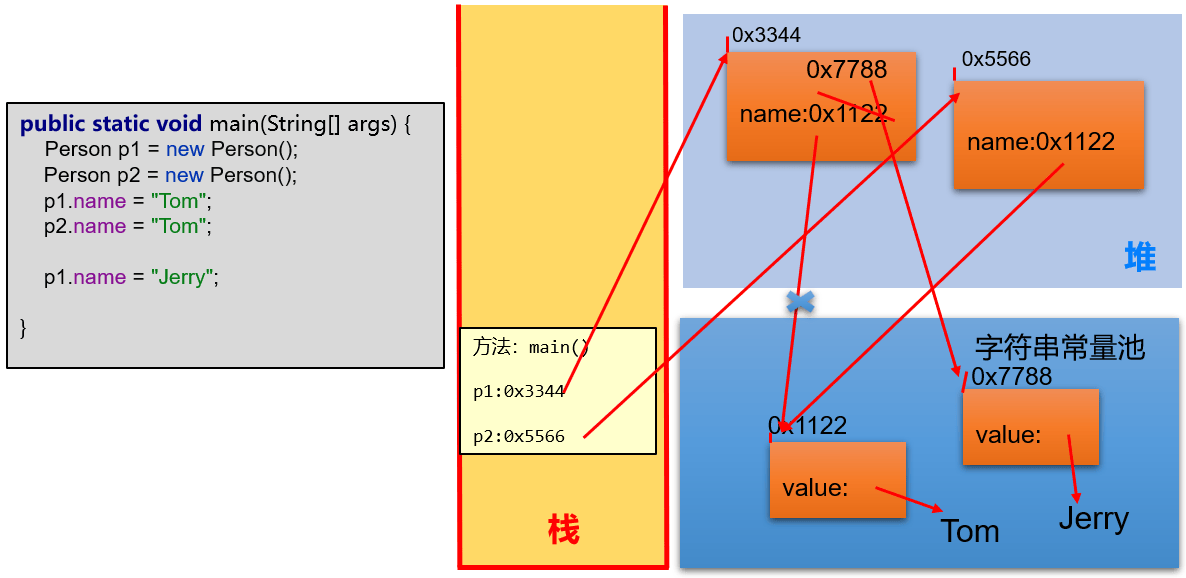 public static void main(String[] args) {
Person p1 = new Person();
Person p2 = new Person();
p1.name = "Tom";
p2.name = "Tom";
p1.name = "Jerry";
}
方法：main()
p1:0x3344
p2:0x5566
栈
0x3344
0x7788
name:0x1122
0x5566
name:0x1122
堆
字符串常量池
0x7788
value:
Jerry
0x1122
value:
Tom